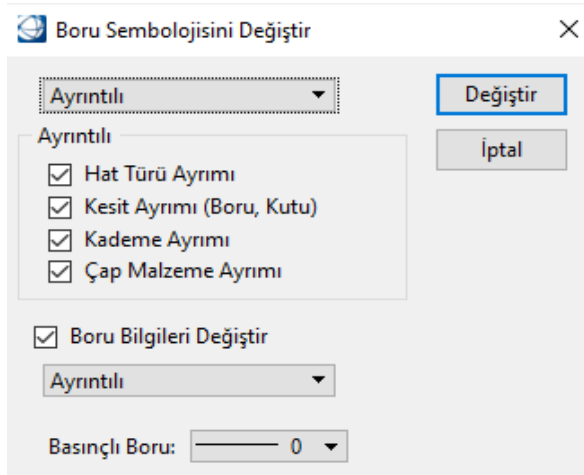 Boru Sembolojisini Değiştir
Ayrıntılı
Değiştir
Ayrıntılı
İptal
Hat Türü Ayrımı
Kesit Ayrımı (Boru, Kutu)
Kademe Ayrımı
Çap Malzeme Ayrımı
Boru Bilgileri Değiştir
Ayrıntılı
Basınçlı Boru: 0